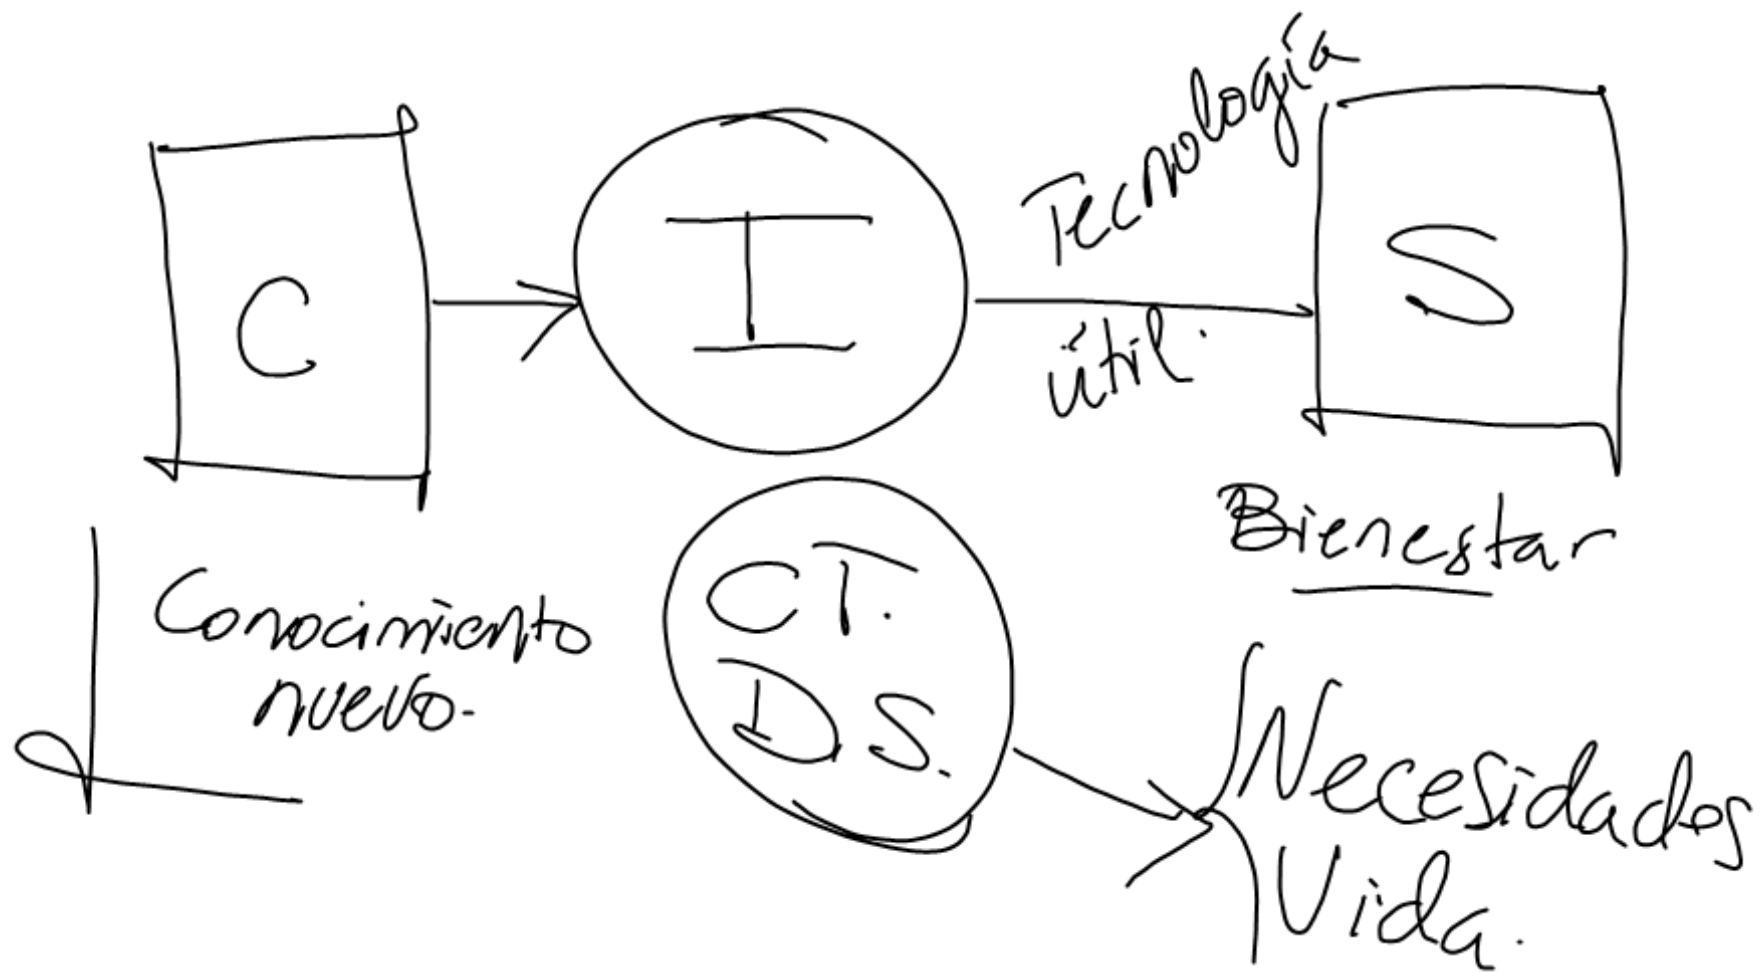 C
I
Tecnología
útil.
S
Conocimiento
nuevo.
CT.
D.S.
Bienestar
Necesidades
Vida.